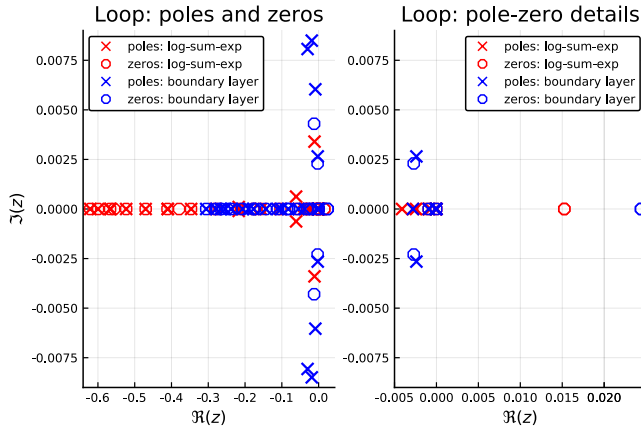 Loop: poles and zeros
poles: log-sum-exp
zeros: log-sum-exp
poles: boundary layer
zeros: boundary layer
0.0075
0.0050
0.0025
0.0000
-0.0025
-0.0050
-0.0075
ℑ(z)
-0.6 -0.5 -0.4 -0.3 -0.2 -0.1 0.0
ℜ(z)
Loop: pole-zero details
poles: log-sum-exp
zeros: log-sum-exp
poles: boundary layer
zeros: boundary layer
0.0075
0.0050
0.0025
0.0000
-0.0025
-0.0050
-0.0075
-0.005 0.000 0.005 0.010 0.015 0.020
ℜ(z)